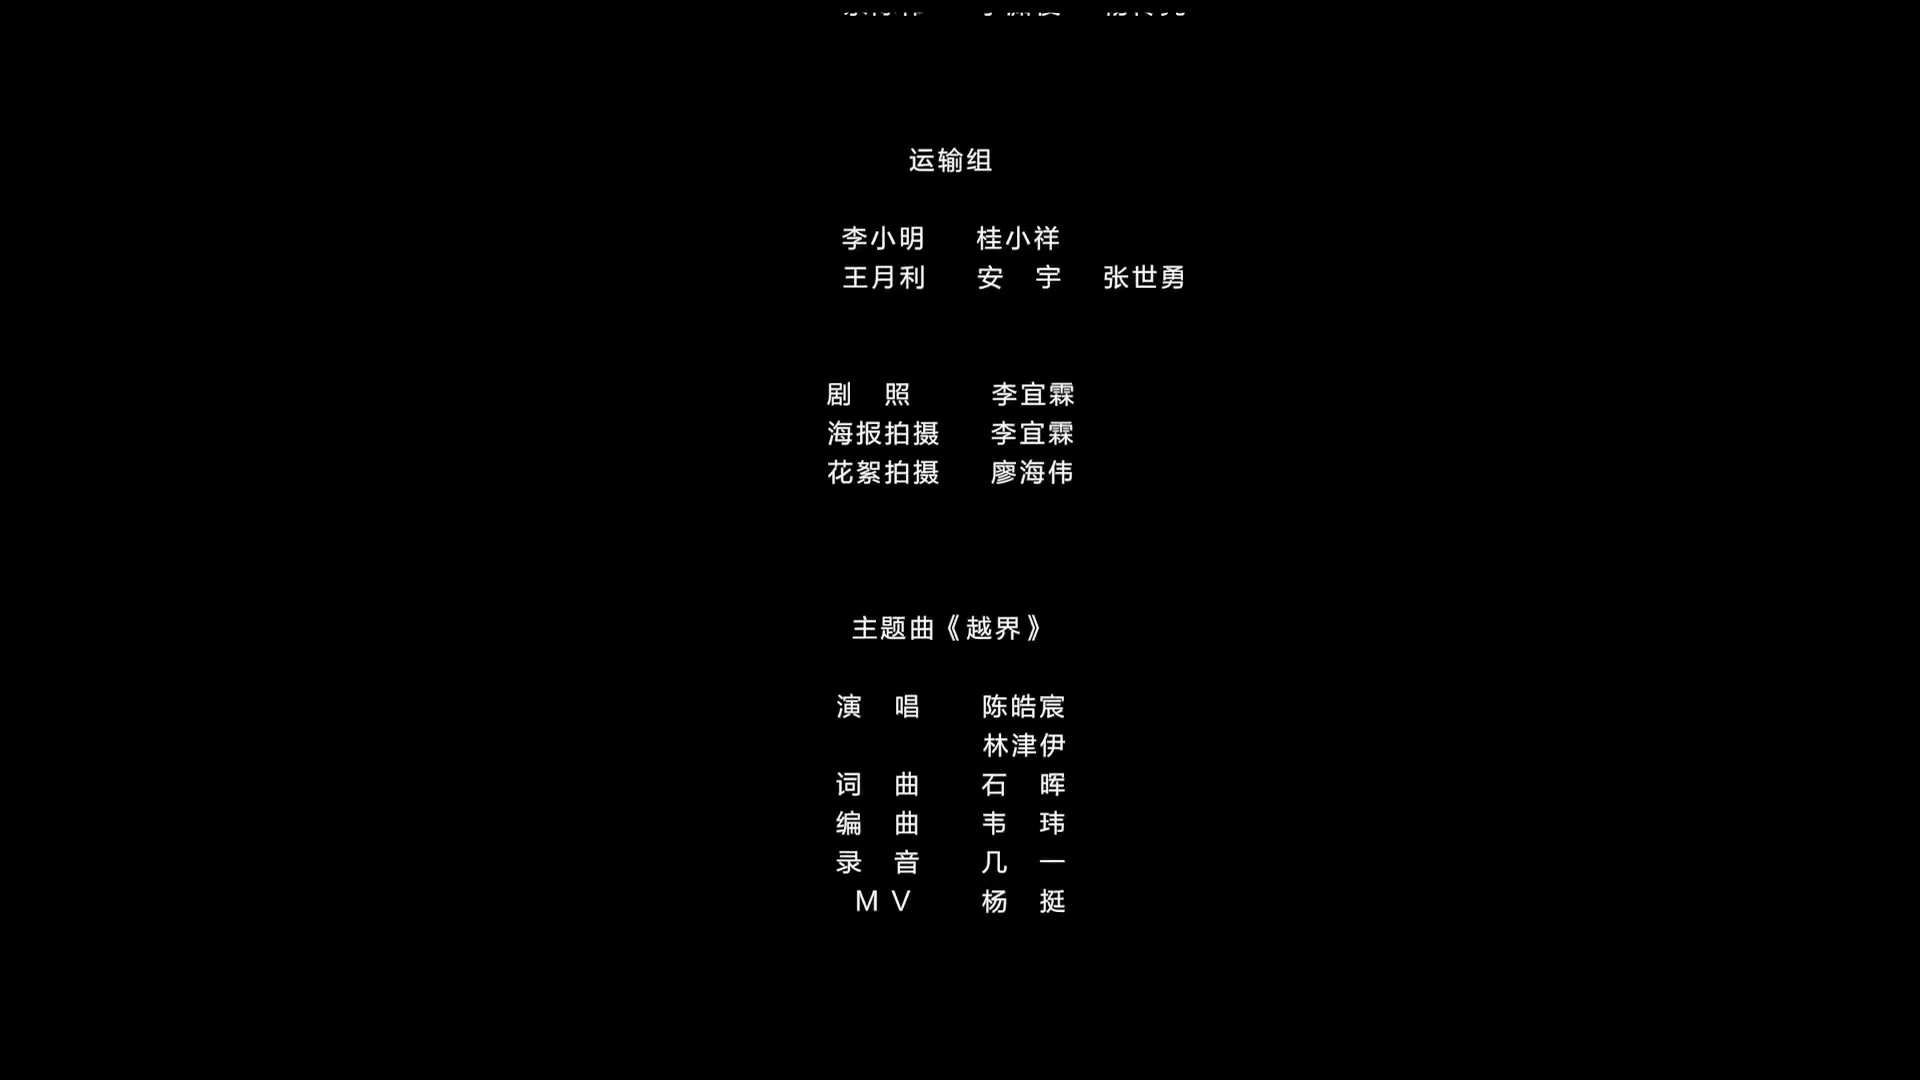 运输组
李小明 桂小祥
王月利 安 宇 张世勇
剧 照 李宜霖
海报拍摄 李宜霖
花絮拍摄 廖海伟
主题曲《越界》
演 唱 陈皓宸
林津伊
词 曲 石 晖
编 曲 韦 玮
录 音 几 一
MV 杨 挺